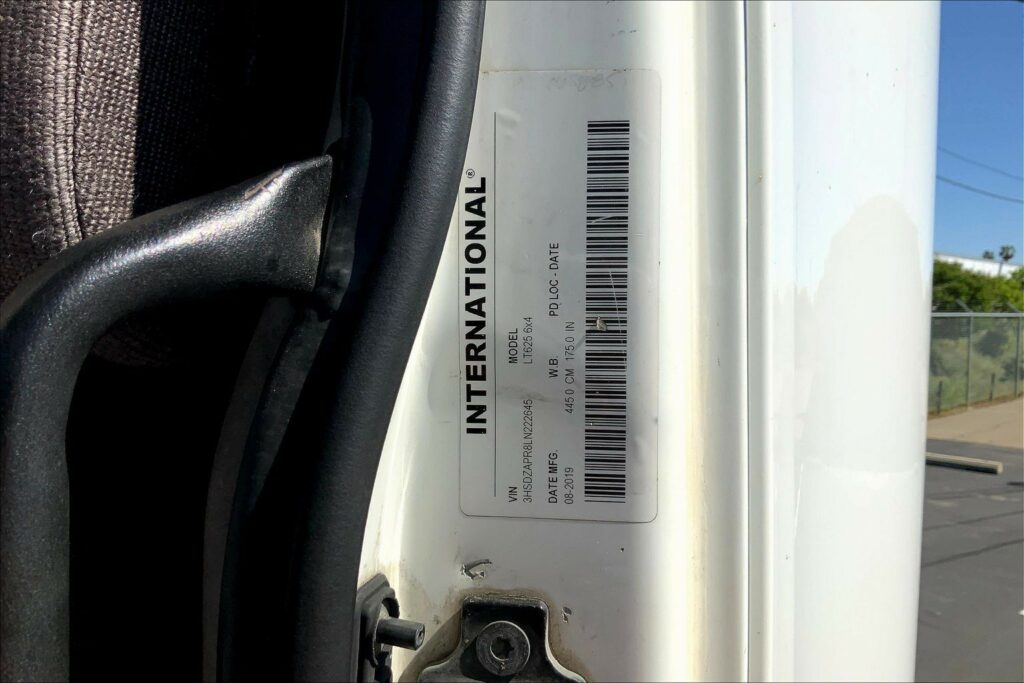 INTERNATIONAL®
VIN MODEL
3HSDZAPR8LN222645 LT625 6x4
DATE MFG. W.B. PD LOC - DATE
08-2019 445.0 CM 175.0 IN